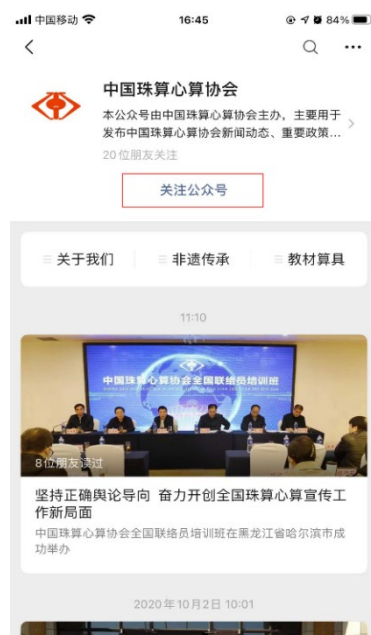 中国移动 16:45 84%
中国珠算心算协会
本公众号由中国珠算心算协会主办，主要用于
发布中国珠算心算协会新闻动态、重要政策...
20位朋友关注
关注公众号
关于我们 非遗传承 教材算具
11:10
中国珠算心算协会全国联络员培训班
8位朋友读过
坚持正确舆论导向 奋力开创全国珠算心算宣传工
作新局面
中国珠算心算协会全国联络员培训班在黑龙江省哈尔滨市成
功举办
2020年10月2日 10:01